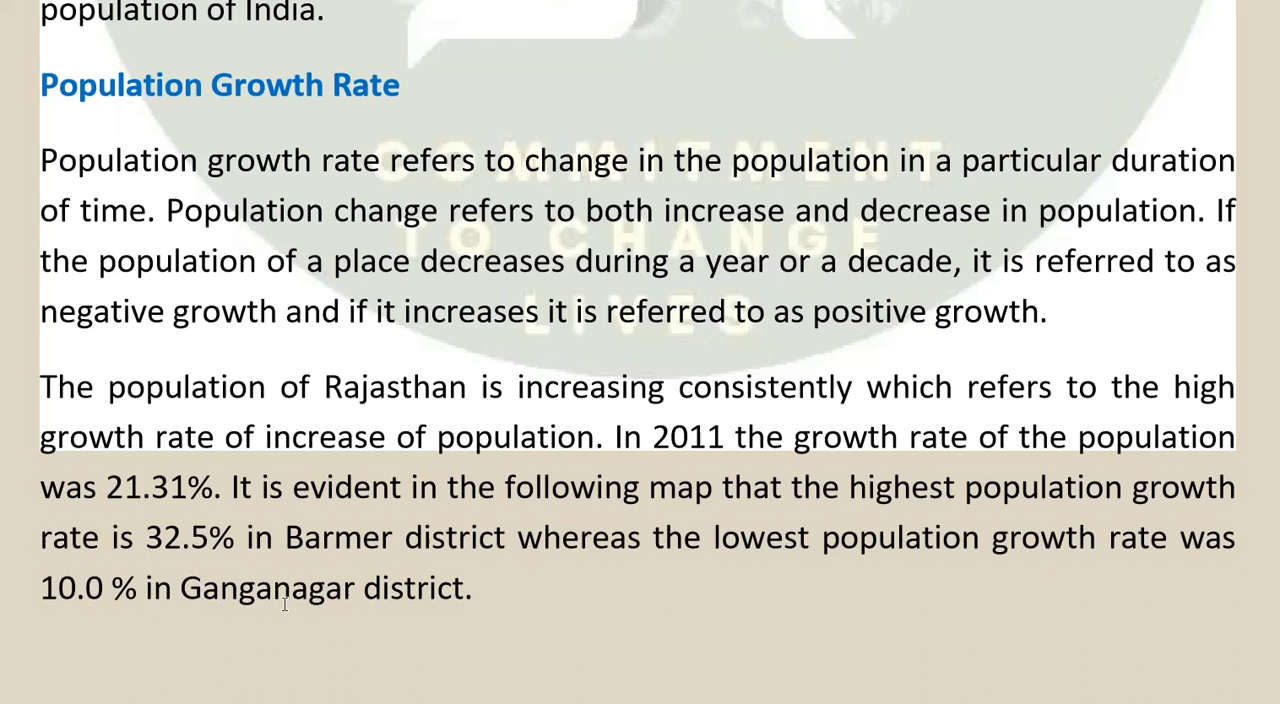 population of India.
Population Growth Rate
Population growth rate refers to change in the population in a particular duration
of time. Population change refers to both increase and decrease in population. If
the population of a place decreases during a year or a decade, it is referred to as
negative growth and if it increases it is referred to as positive growth.
The population of Rajasthan is increasing consistently which refers to the high
growth rate of increase of population. In 2011 the growth rate of the population
was 21.31%. It is evident in the following map that the highest population growth
rate is 32.5% in Barmer district whereas the lowest population growth rate was
10.0 % in Ganganagar district.
COMMITMENT
TO CHANGE
LIVES